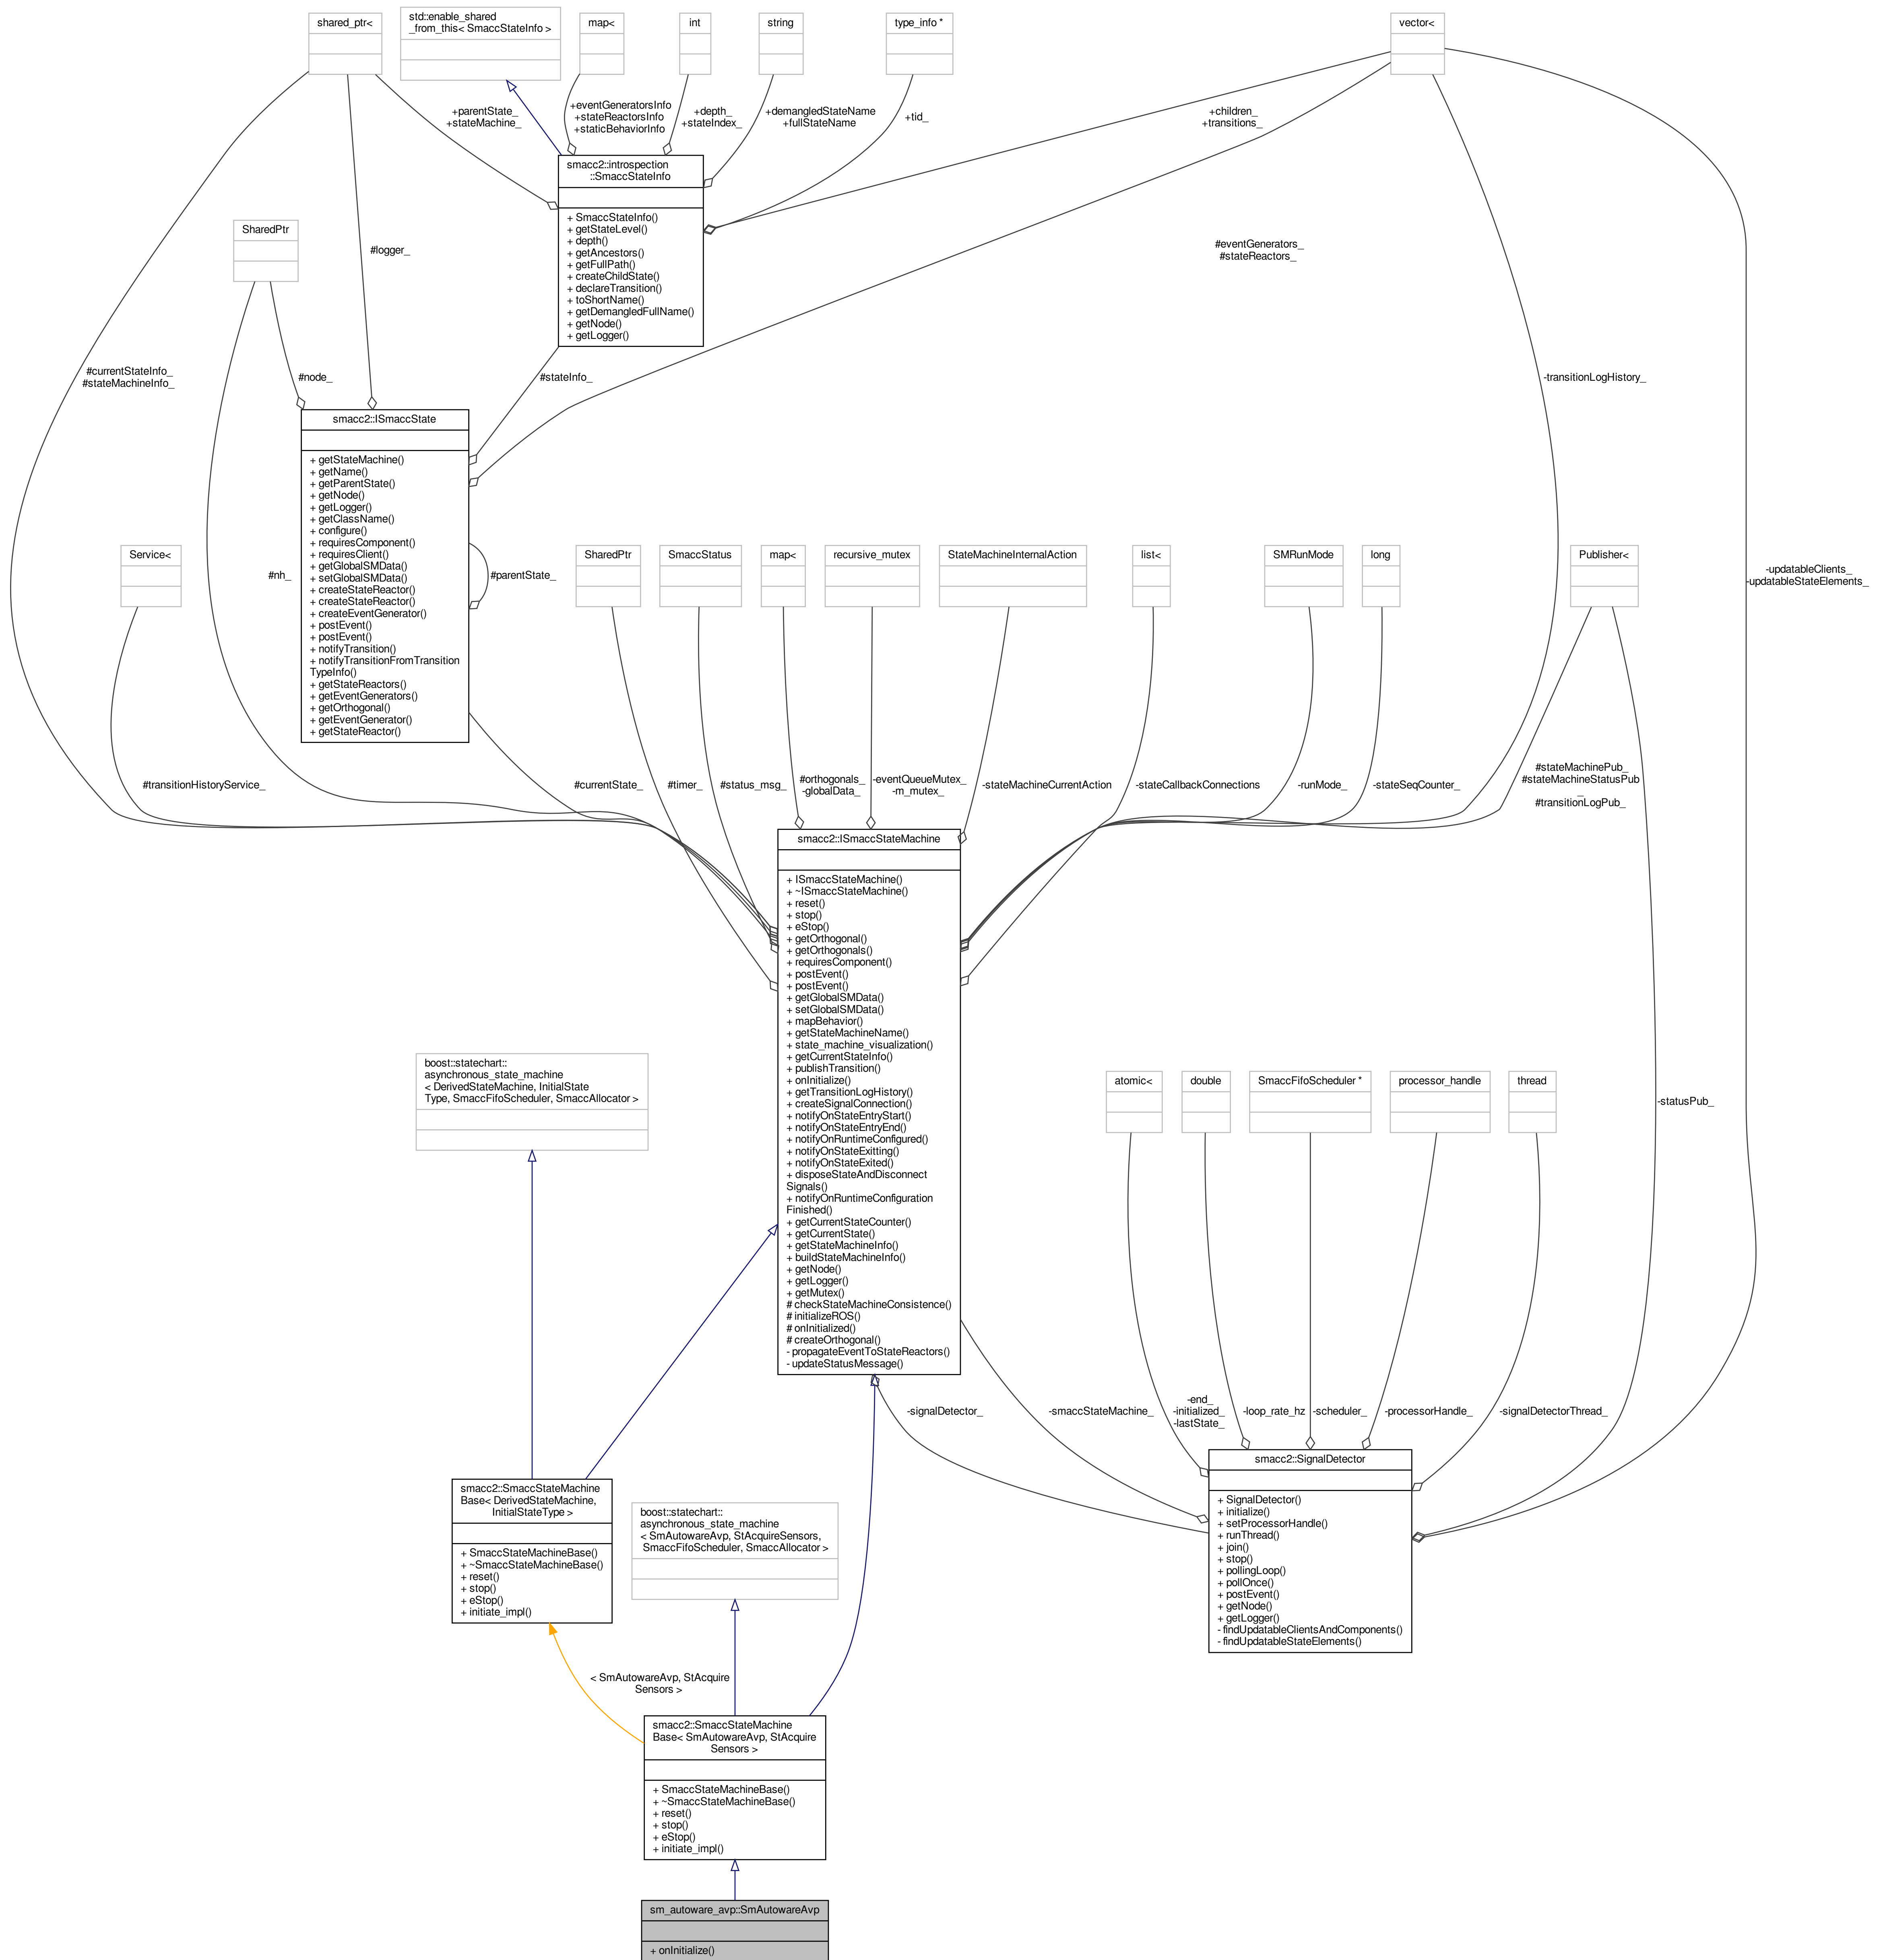 shared_ptr<
std::enable_shared
_from_this< SmaccStateInfo >
map<
int
string
type_info *
vector<
+parentState_
+stateMachine_
+eventGeneratorsInfo
+stateReactorsInfo
+staticBehaviorInfo
+depth_
+stateIndex_
+demangledStateName
+fullStateName
+tid_
+children_
+transitions_
smacc2::introspection
::SmaccStateInfo
+ SmaccStateInfo()
+ getStateLevel()
+ depth()
+ getAncestors()
+ getFullPath()
+ createChildState()
+ declareTransition()
+ toShortName()
+ getDemangledFullName()
+ getNode()
+ getLogger()
SharedPtr
#logger_
#eventGenerators_
#stateReactors_
#currentStateInfo_
#stateMachineInfo_
#node_
#stateInfo_
-transitionLogHistory_
smacc2::ISmaccState
+ getStateMachine()
+ getName()
+ getParentState()
+ getNode()
+ getLogger()
+ getClassName()
+ configure()
+ requiresComponent()
+ requiresClient()
+ getGlobalSMData()
+ setGlobalSMData()
+ createStateReactor()
+ createStateReactor()
+ createEventGenerator()
+ postEvent()
+ postEvent()
+ notifyTransition()
+ notifyTransitionFromTransition
TypeInfo()
+ getStateReactors()
+ getEventGenerators()
+ getOrthogonal()
+ getEventGenerator()
+ getStateReactor()
Service<
#nh_
#parentState_
SharedPtr
SmaccStatus
map<
recursive_mutex
StateMachineInternalAction
list<
SMRunMode
long
Publisher<
-updatableClients_
-updatableStateElements_
#transitionHistoryService_
#currentState_
#timer_
#status_msg_
#orthogonals_
-globalData_
-eventQueueMutex_
-m_mutex_
-stateMachineCurrentAction
-stateCallbackConnections
-runMode_
-stateSeqCounter_
#stateMachinePub_
#stateMachineStatusPub
_
#transitionLogPub_
smacc2::ISmaccStateMachine
+ ISmaccStateMachine()
+ ~ISmaccStateMachine()
+ reset()
+ stop()
+ eStop()
+ getOrthogonal()
+ getOrthogonals()
+ requiresComponent()
+ postEvent()
+ postEvent()
+ getGlobalSMData()
+ setGlobalSMData()
+ mapBehavior()
+ getStateMachineName()
+ state_machine_visualization()
+ getCurrentStateInfo()
+ publishTransition()
+ onInitialize()
+ getTransitionLogHistory()
+ createSignalConnection()
+ notifyOnStateEntryStart()
+ notifyOnStateEntryEnd()
+ notifyOnRuntimeConfigured()
+ notifyOnStateExitting()
+ notifyOnStateExited()
+ disposeStateAndDisconnect
Signals()
+ notifyOnRuntimeConfiguration
Finished()
+ getCurrentStateCounter()
+ getCurrentState()
+ getStateMachineInfo()
+ buildStateMachineInfo()
+ getNode()
+ getLogger()
+ getMutex()
# checkStateMachineConsistence()
# initializeROS()
# onInitialized()
# createOrthogonal()
- propagateEventToStateReactors()
- updateStatusMessage()
boost::statechart::
asynchronous_state_machine
< DerivedStateMachine, InitialState
Type, SmaccFifoScheduler, SmaccAllocator >
atomic<
double
SmaccFifoScheduler *
processor_handle
thread
-statusPub_
-signalDetector_
-smaccStateMachine_
-end_
-initialized_
-lastState_
-loop_rate_hz
-scheduler_
-processorHandle_
-signalDetectorThread_
smacc2::SignalDetector
+ SignalDetector()
+ initialize()
+ setProcessorHandle()
+ runThread()
+ join()
+ stop()
+ pollingLoop()
+ pollOnce()
+ postEvent()
+ getNode()
+ getLogger()
- findUpdatableClientsAndComponents()
- findUpdatableStateElements()
smacc2::SmaccStateMachine
Base< DerivedStateMachine,
InitialStateType >
+ SmaccStateMachineBase()
+ ~SmaccStateMachineBase()
+ reset()
+ stop()
+ eStop()
+ initiate_impl()
boost::statechart::
asynchronous_state_machine
< SmAutowareAvp, StAcquireSensors,
SmaccFifoScheduler, SmaccAllocator >
< SmAutowareAvp, StAcquire
Sensors >
smacc2::SmaccStateMachine
Base< SmAutowareAvp, StAcquire
Sensors >
+ SmaccStateMachineBase()
+ ~SmaccStateMachineBase()
+ reset()
+ stop()
+ eStop()
+ initiate_impl()
sm_autoware_avp::SmAutowareAvp
+ onInitialize()